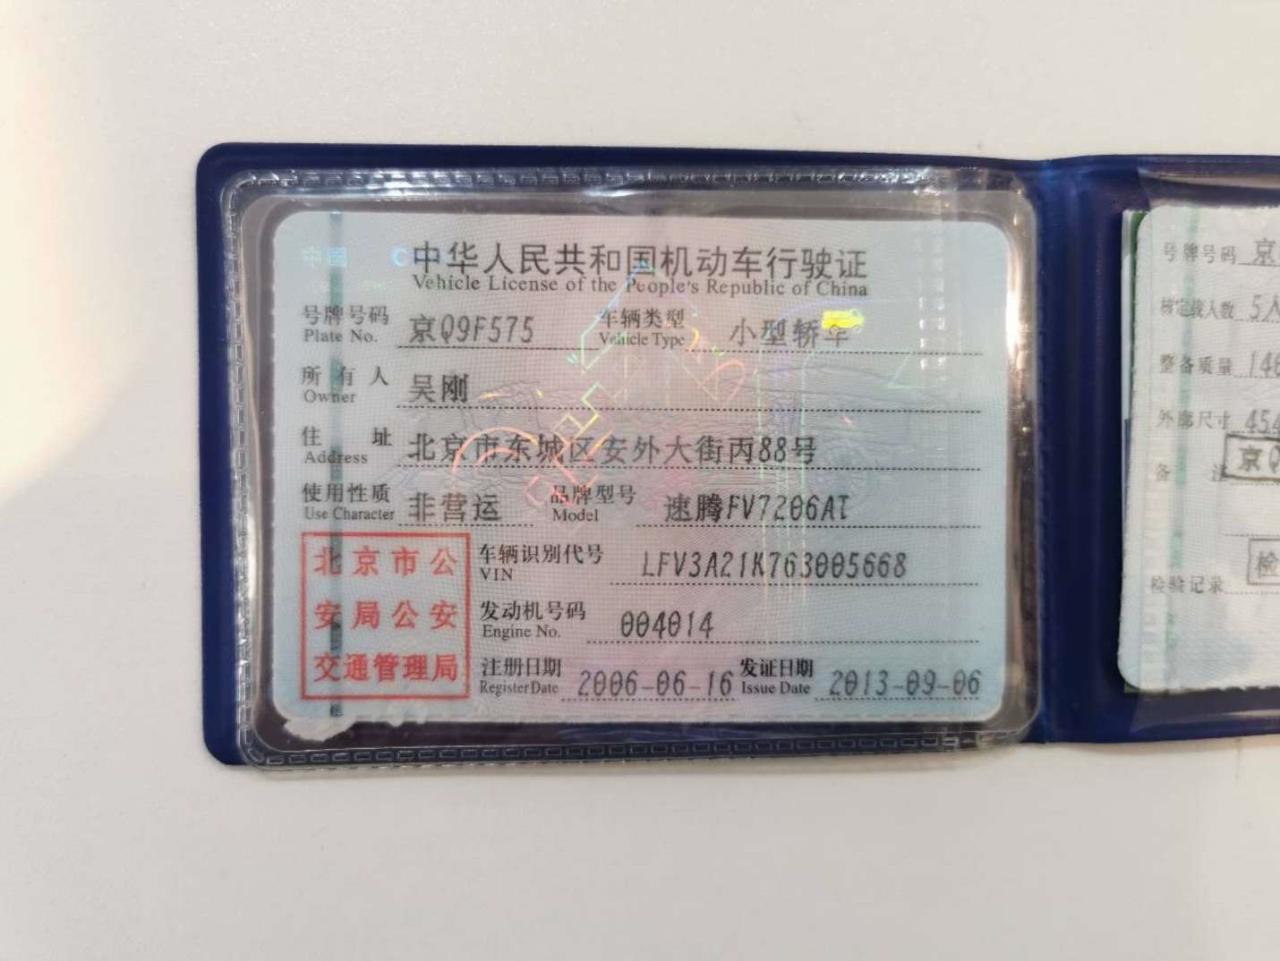 中国 C
中华人民共和国机动车行驶证
Vehicle License of the People's Republic of China
号牌号码 京Q9F575 车辆类型 小型轿车
Plate No. Vehicle Type
所有人 吴刚
Owner
住 址 北京市东城区安外大街丙88号
Address
使用性质 非营运 品牌型号 速腾FV7206AT
Use Character Model
北京市公
安局公安
交通管理局
车辆识别代号 LFV3A21K763005668
VIN
发动机号码 004014
Engine No.
注册日期 2006-06-16 发证日期 2013-09-06
Register Date Issue Date
号牌号码 京
核定载人数 5人
整备质量 146
外廓尺寸 454
京Q
备 注
检
检验记录